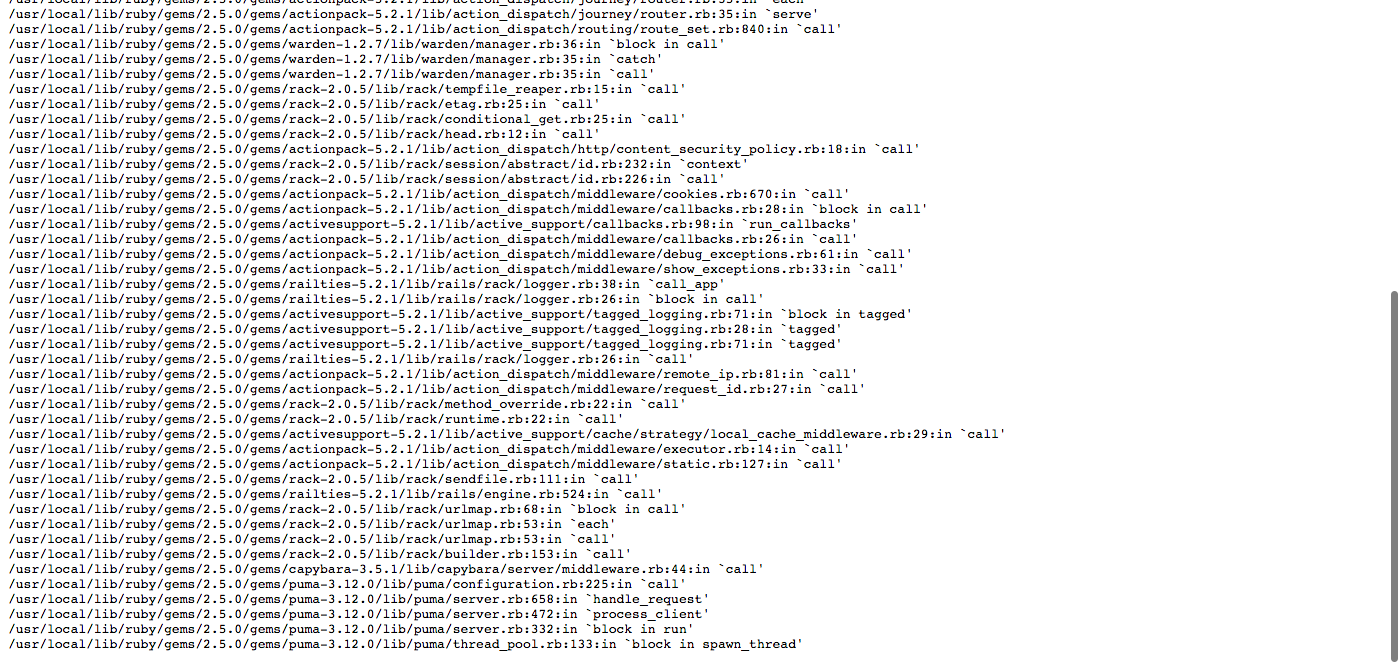 /usr/local/lib/ruby/gems/2.5.0/gems/actionpack-5.2.1/lib/action_dispatch/journey/router.rb:35:in `each'
/usr/local/lib/ruby/gems/2.5.0/gems/actionpack-5.2.1/lib/action_dispatch/journey/router.rb:35:in `serve'
/usr/local/lib/ruby/gems/2.5.0/gems/actionpack-5.2.1/lib/action_dispatch/routing/route_set.rb:840:in `call'
/usr/local/lib/ruby/gems/2.5.0/gems/warden-1.2.7/lib/warden/manager.rb:36:in `block in call'
/usr/local/lib/ruby/gems/2.5.0/gems/warden-1.2.7/lib/warden/manager.rb:35:in `catch'
/usr/local/lib/ruby/gems/2.5.0/gems/warden-1.2.7/lib/warden/manager.rb:35:in `call'
/usr/local/lib/ruby/gems/2.5.0/gems/rack-2.0.5/lib/rack/tempfile_reaper.rb:15:in `call'
/usr/local/lib/ruby/gems/2.5.0/gems/rack-2.0.5/lib/rack/etag.rb:25:in `call'
/usr/local/lib/ruby/gems/2.5.0/gems/rack-2.0.5/lib/rack/conditional_get.rb:25:in `call'
/usr/local/lib/ruby/gems/2.5.0/gems/rack-2.0.5/lib/rack/head.rb:12:in `call'
/usr/local/lib/ruby/gems/2.5.0/gems/actionpack-5.2.1/lib/action_dispatch/http/content_security_policy.rb:18:in `call'
/usr/local/lib/ruby/gems/2.5.0/gems/rack-2.0.5/lib/rack/session/abstract/id.rb:232:in `context'
/usr/local/lib/ruby/gems/2.5.0/gems/rack-2.0.5/lib/rack/session/abstract/id.rb:226:in `call'
/usr/local/lib/ruby/gems/2.5.0/gems/actionpack-5.2.1/lib/action_dispatch/middleware/cookies.rb:670:in `call'
/usr/local/lib/ruby/gems/2.5.0/gems/actionpack-5.2.1/lib/action_dispatch/middleware/callbacks.rb:28:in `block in call'
/usr/local/lib/ruby/gems/2.5.0/gems/activesupport-5.2.1/lib/active_support/callbacks.rb:98:in `run_callbacks'
/usr/local/lib/ruby/gems/2.5.0/gems/actionpack-5.2.1/lib/action_dispatch/middleware/callbacks.rb:26:in `call'
/usr/local/lib/ruby/gems/2.5.0/gems/actionpack-5.2.1/lib/action_dispatch/middleware/debug_exceptions.rb:61:in `call'
/usr/local/lib/ruby/gems/2.5.0/gems/actionpack-5.2.1/lib/action_dispatch/middleware/show_exceptions.rb:33:in `call'
/usr/local/lib/ruby/gems/2.5.0/gems/railties-5.2.1/lib/rails/rack/logger.rb:38:in `call_app'
/usr/local/lib/ruby/gems/2.5.0/gems/railties-5.2.1/lib/rails/rack/logger.rb:26:in `block in call'
/usr/local/lib/ruby/gems/2.5.0/gems/activesupport-5.2.1/lib/active_support/tagged_logging.rb:71:in `block in tagged'
/usr/local/lib/ruby/gems/2.5.0/gems/activesupport-5.2.1/lib/active_support/tagged_logging.rb:28:in `tagged'
/usr/local/lib/ruby/gems/2.5.0/gems/activesupport-5.2.1/lib/active_support/tagged_logging.rb:71:in `tagged'
/usr/local/lib/ruby/gems/2.5.0/gems/railties-5.2.1/lib/rails/rack/logger.rb:26:in `call'
/usr/local/lib/ruby/gems/2.5.0/gems/actionpack-5.2.1/lib/action_dispatch/middleware/remote_ip.rb:81:in `call'
/usr/local/lib/ruby/gems/2.5.0/gems/actionpack-5.2.1/lib/action_dispatch/middleware/request_id.rb:27:in `call'
/usr/local/lib/ruby/gems/2.5.0/gems/rack-2.0.5/lib/rack/method_override.rb:22:in `call'
/usr/local/lib/ruby/gems/2.5.0/gems/rack-2.0.5/lib/rack/runtime.rb:22:in `call'
/usr/local/lib/ruby/gems/2.5.0/gems/activesupport-5.2.1/lib/active_support/cache/strategy/local_cache_middleware.rb:29:in `call'
/usr/local/lib/ruby/gems/2.5.0/gems/actionpack-5.2.1/lib/action_dispatch/middleware/executor.rb:14:in `call'
/usr/local/lib/ruby/gems/2.5.0/gems/actionpack-5.2.1/lib/action_dispatch/middleware/static.rb:127:in `call'
/usr/local/lib/ruby/gems/2.5.0/gems/rack-2.0.5/lib/rack/sendfile.rb:111:in `call'
/usr/local/lib/ruby/gems/2.5.0/gems/railties-5.2.1/lib/rails/engine.rb:524:in `call'
/usr/local/lib/ruby/gems/2.5.0/gems/rack-2.0.5/lib/rack/urlmap.rb:68:in `block in call'
/usr/local/lib/ruby/gems/2.5.0/gems/rack-2.0.5/lib/rack/urlmap.rb:53:in `each'
/usr/local/lib/ruby/gems/2.5.0/gems/rack-2.0.5/lib/rack/urlmap.rb:53:in `call'
/usr/local/lib/ruby/gems/2.5.0/gems/rack-2.0.5/lib/rack/builder.rb:153:in `call'
/usr/local/lib/ruby/gems/2.5.0/gems/capybara-3.5.1/lib/capybara/server/middleware.rb:44:in `call'
/usr/local/lib/ruby/gems/2.5.0/gems/puma-3.12.0/lib/puma/configuration.rb:225:in `call'
/usr/local/lib/ruby/gems/2.5.0/gems/puma-3.12.0/lib/puma/server.rb:658:in `handle_request'
/usr/local/lib/ruby/gems/2.5.0/gems/puma-3.12.0/lib/puma/server.rb:472:in `process_client'
/usr/local/lib/ruby/gems/2.5.0/gems/puma-3.12.0/lib/puma/server.rb:332:in `block in run'
/usr/local/lib/ruby/gems/2.5.0/gems/puma-3.12.0/lib/puma/thread_pool.rb:133:in `block in spawn_thread'